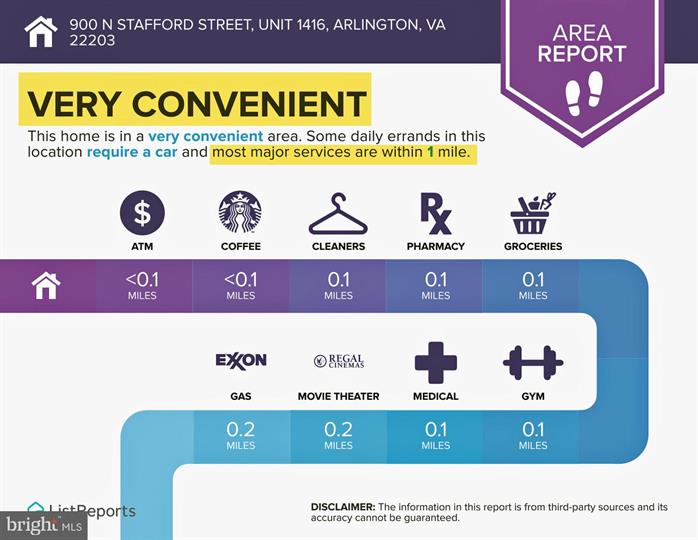 900 N STAFFORD STREET, UNIT 1416, ARLINGTON, VA
22203
AREA
REPORT
VERY CONVENIENT
This home is in a very convenient area. Some daily errands in this
location require a car and most major services are within 1 mile.
$
Rx
ATM
COFFEE
CLEANERS
PHARMACY
GROCERIES
<0.1
MILES
<0.1
MILES
0.1
MILES
0.1
MILES
0.1
MILES
EXXON
REGAL
CINEMAS
GAS
MOVIE THEATER
MEDICAL
GYM
0.2
MILES
0.2
MILES
0.1
MILES
0.1
MILES
ListReports
bright MLS
DISCLAIMER: The information in this report is from third-party sources and its
accuracy cannot be guaranteed.